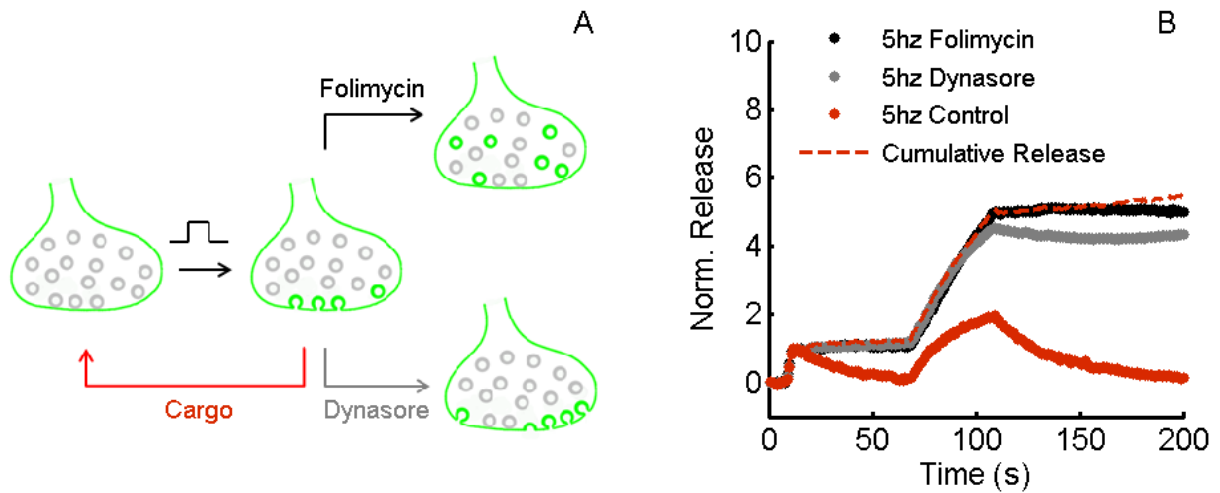 A
Folimycin
Cargo
Dynasore
B
5hz Folimycin
5hz Dynasore
5hz Control
Cumulative Release
Norm. Release
10
8
6
4
2
0
0
50
100
150
200
Time (s)